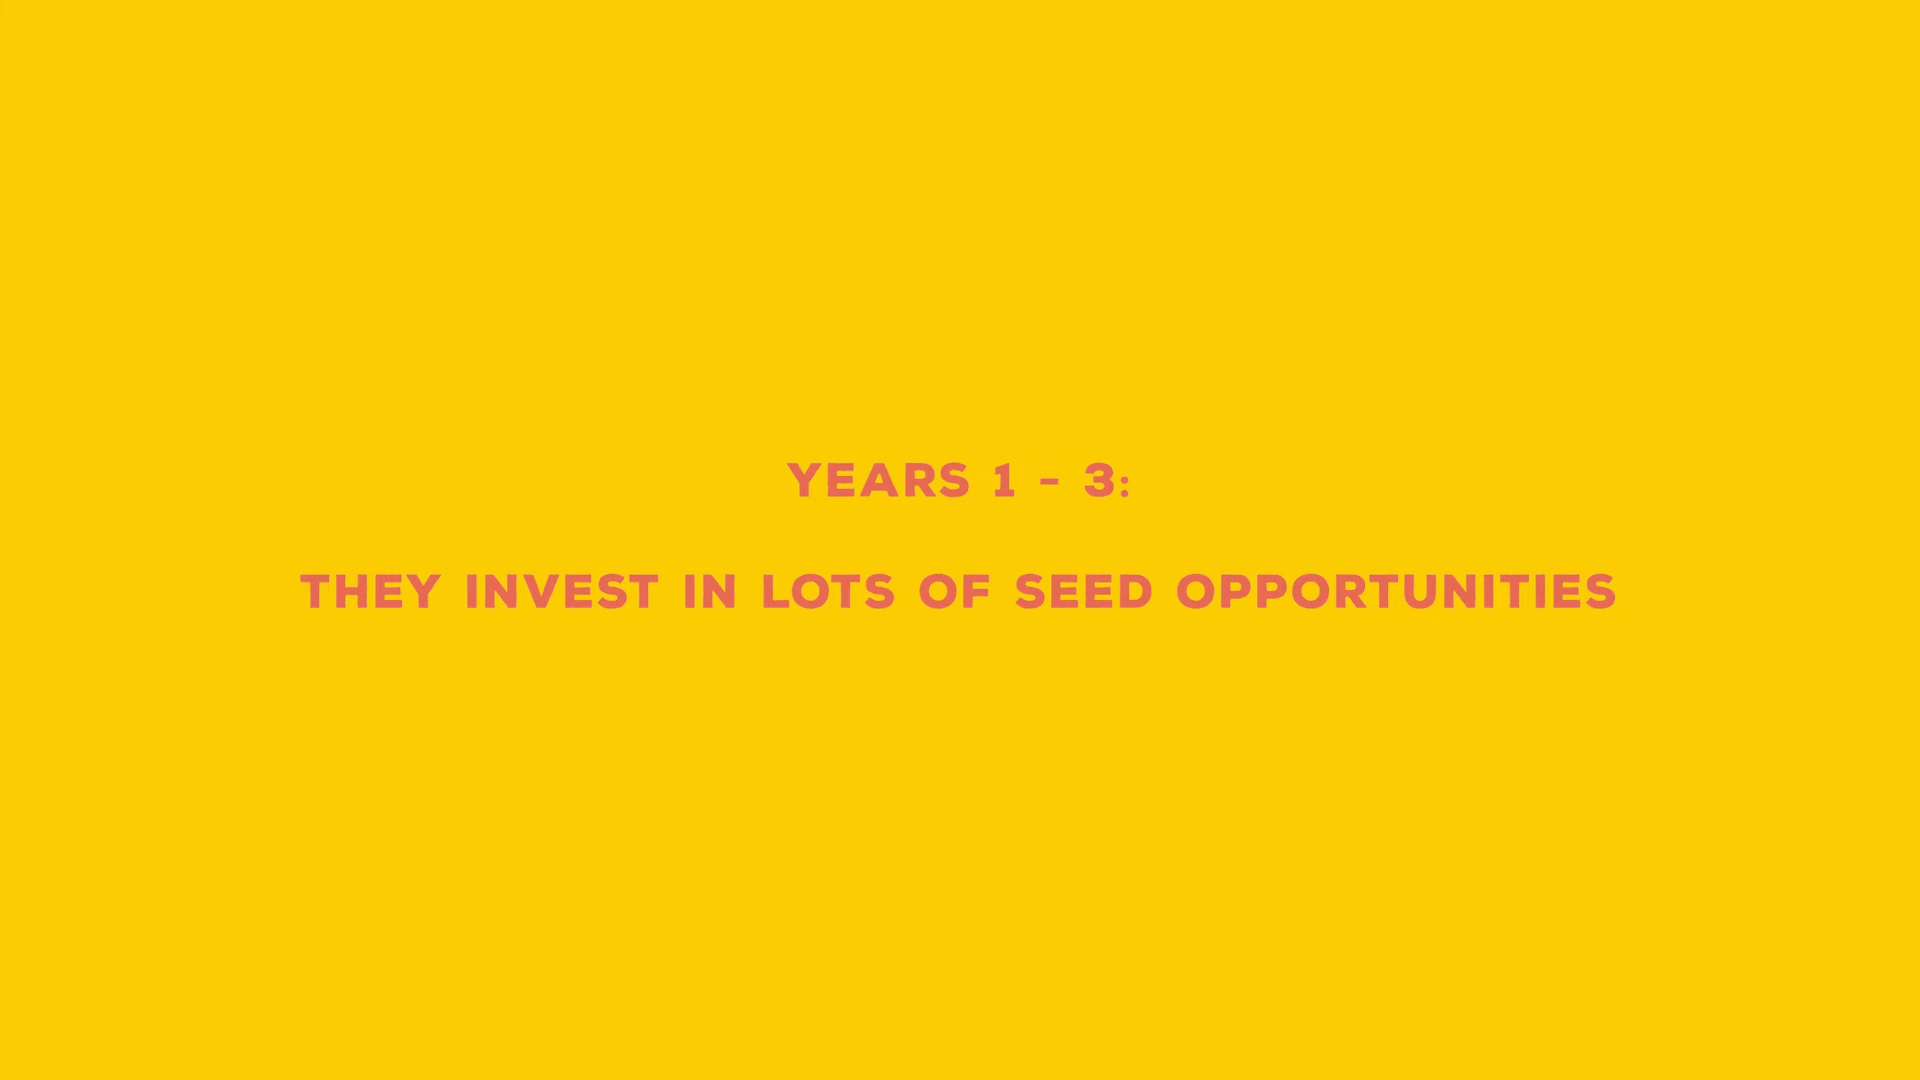 YEARS 1 - 3:
THEY INVEST IN LOTS OF SEED OPPORTUNITIES